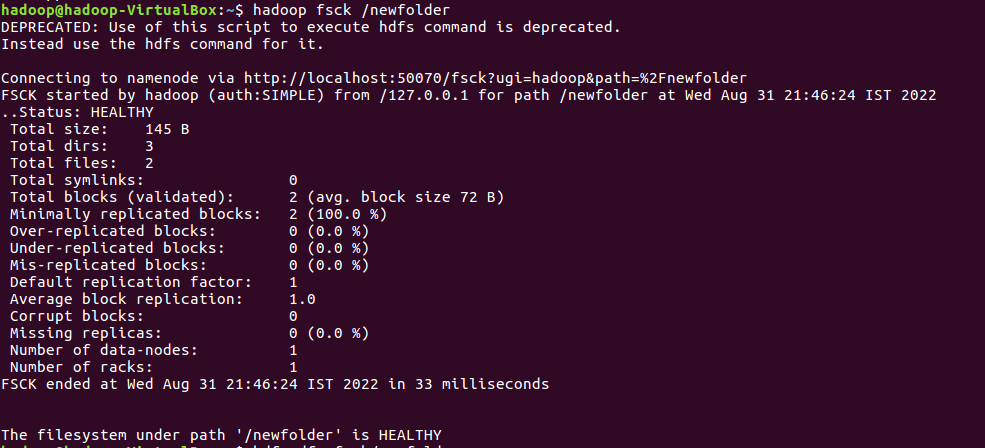 hadoop@hadoop-VirtualBox:~$ hadoop fsck /newfolder
DEPRECATED: Use of this script to execute hdfs command is deprecated.
Instead use the hdfs command for it.
Connecting to namenode via http://localhost:50070/fsck?ugi=hadoop&path=%2Fnewfolder
FSCK started by hadoop (auth:SIMPLE) from /127.0.0.1 for path /newfolder at Wed Aug 31 21:46:24 IST 2022
..Status: HEALTHY
Total size: 145 B
Total dirs: 3
Total files: 2
Total symlinks: 0
Total blocks (validated): 2 (avg. block size 72 B)
Minimally replicated blocks: 2 (100.0 %)
Over-replicated blocks: 0 (0.0 %)
Under-replicated blocks: 0 (0.0 %)
Mis-replicated blocks: 0 (0.0 %)
Default replication factor: 1
Average block replication: 1.0
Corrupt blocks: 0
Missing replicas: 0 (0.0 %)
Number of data-nodes: 1
Number of racks: 1
FSCK ended at Wed Aug 31 21:46:24 IST 2022 in 33 milliseconds
The filesystem under path '/newfolder' is HEALTHY